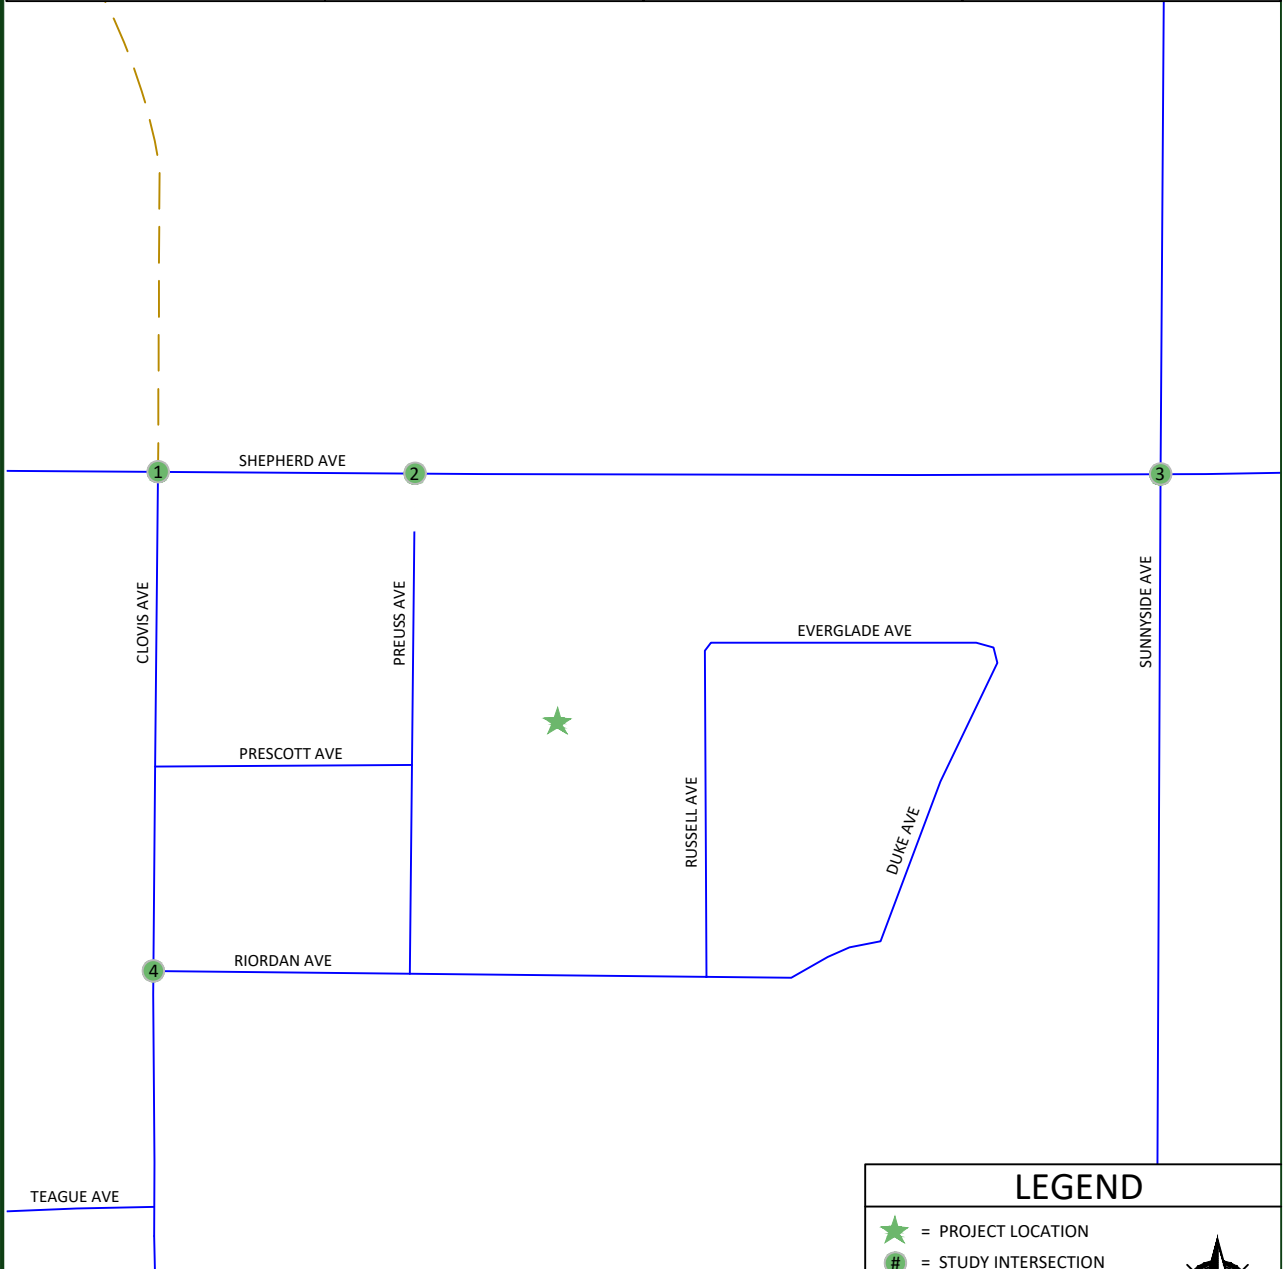 SHEPHERD AVE
1
2
3
CLOVIS AVE
PREUSS AVE
SUNNYSIDE AVE
EVERGLADE AVE
PRESCOTT AVE
RUSSELL AVE
DUKE AVE
RIORDAN AVE
4
TEAGUE AVE
LEGEND
= PROJECT LOCATION
# = STUDY INTERSECTION